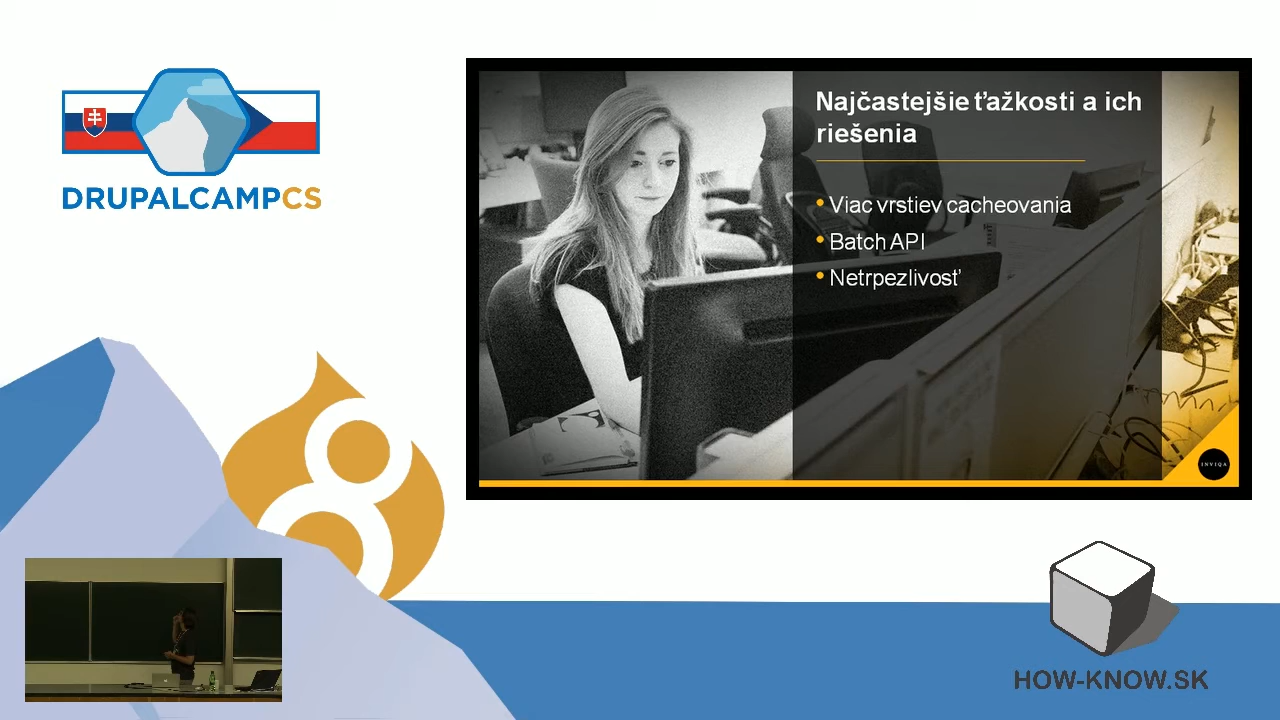 DRUPALCAMPCS
Najčastejšie ťažkosti a ich
riešenia
Viac vrstiev cacheovania
Batch API
Netrpezlivosť
INVIQA
HOW-KNOW.SK